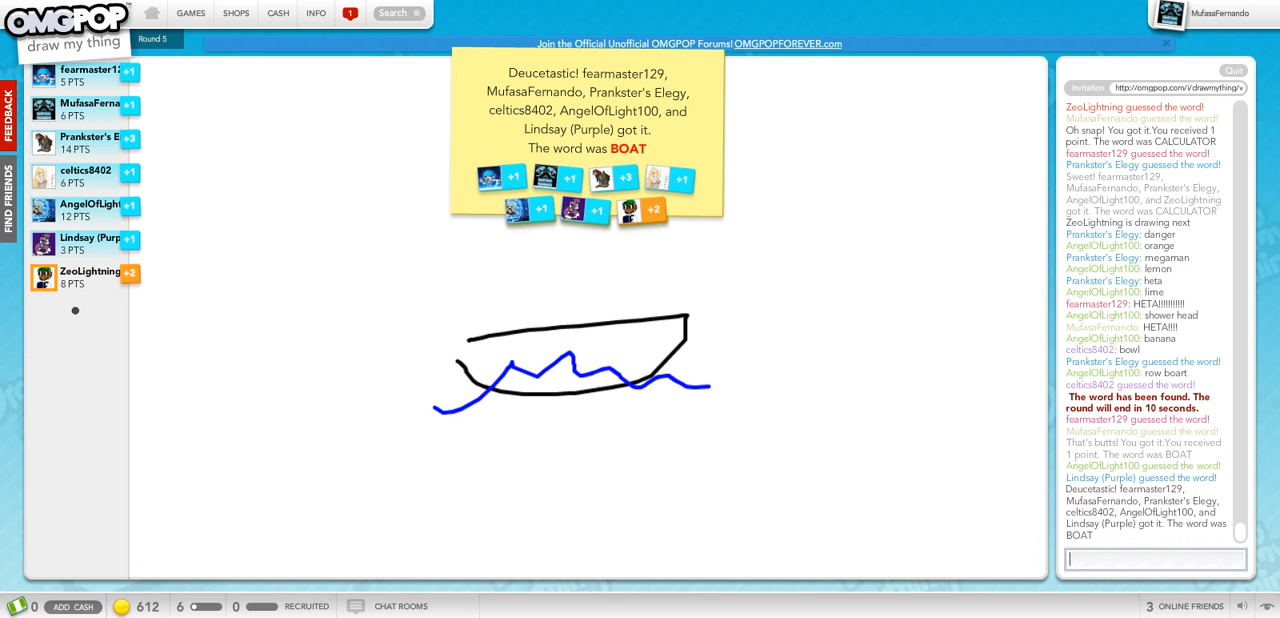 OMGPOP™
draw my thing
GAMES
SHOPS
CASH
INFO
1
Search
MufasaFernando
Round 5
Join the Official Unofficial OMGPOP Forums! OMGPOPFOREVER.com
FEEDBACK
FIND FRIENDS
fearmaster12 +1
5 PTS
MufasaFerna +1
6 PTS
Prankster's E +3
14 PTS
celtics8402 +1
6 PTS
AngelOfLight +1
12 PTS
Lindsay (Purp +1
3 PTS
ZeoLightning +2
8 PTS
Deucetastic! fearmaster129,
MufasaFernando, Prankster's Elegy,
celtics8402, AngelOfLight100, and
Lindsay (Purple) got it.
The word was BOAT
+1 +1 +3 +1
+1 +1 +2
Quit
Invitation http://omgpop.com/i/drawmything/v
ZeoLightning guessed the word!
MufasaFernando guessed the word!
Oh snap! You got it.You received 1
point. The word was CALCULATOR
fearmaster129 guessed the word!
Prankster's Elegy guessed the word!
Sweet! fearmaster129,
MufasaFernando, Prankster's Elegy,
AngelOfLight100, and ZeoLightning
got it. The word was CALCULATOR
ZeoLightning is drawing next
Prankster's Elegy: danger
AngelOfLight100: orange
Prankster's Elegy: megaman
AngelOfLight100: lemon
Prankster's Elegy: heta
AngelOfLight100: lime
fearmaster129: HETA!!!!!!!!!!!
AngelOfLight100: shower head
MufasaFernando: HETA!!!!
AngelOfLight100: banana
celtics8402: bowl
Prankster's Elegy guessed the word!
AngelOfLight100: row boart
celtics8402 guessed the word!
The word has been found. The
round will end in 10 seconds.
fearmaster129 guessed the word!
MufasaFernando guessed the word!
That's butts! You got it.You received
1 point. The word was BOAT
AngelOfLight100 guessed the word!
Lindsay (Purple) guessed the word!
Deucetastic! fearmaster129,
MufasaFernando, Prankster's Elegy,
celtics8402, AngelOfLight100, and
Lindsay (Purple) got it. The word was
BOAT
0 ADD CASH 612 6 0 RECRUITED CHAT ROOMS 3 ONLINE FRIENDS